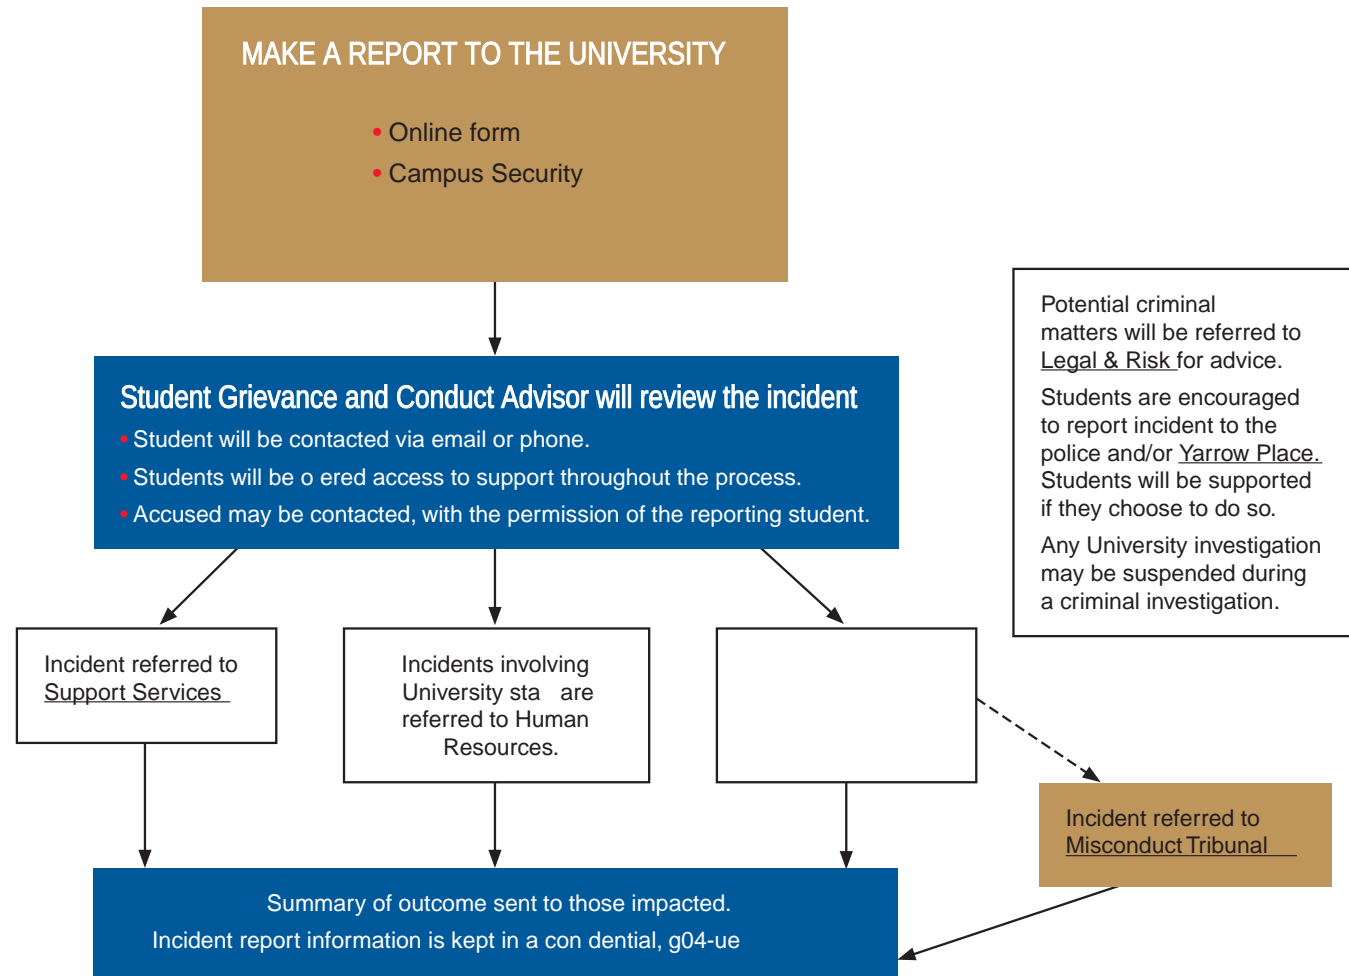 MAKE A REPORT TO THE UNIVERSITY
• Online form
• Campus Security
Potential criminal
matters will be referred to
Legal & Risk for advice.
Students are encouraged
to report incident to the
police and/or Yarrow Place.
Students will be supported
if they choose to do so.
Any University investigation
may be suspended during
a criminal investigation.
Student Grievance and Conduct Advisor will review the incident
• Student will be contacted via email or phone.
• Students will be o ered access to support throughout the process.
• Accused may be contacted, with the permission of the reporting student.
Incident referred to
Support Services
Incidents involving
University sta are
referred to Human
Resources.
Incident referred to
Misconduct Tribunal
Summary of outcome sent to those impacted.
Incident report information is kept in a con dential, g04-ue